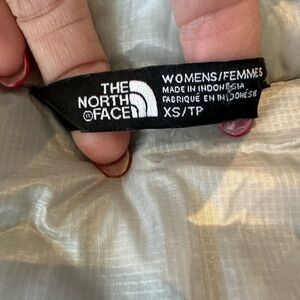 THE
NORTH
®FACE
WOMENS/FEMMES
MADE IN INDONESIA
FABRIQUÉ EN INDONÉSIE
XS/TP